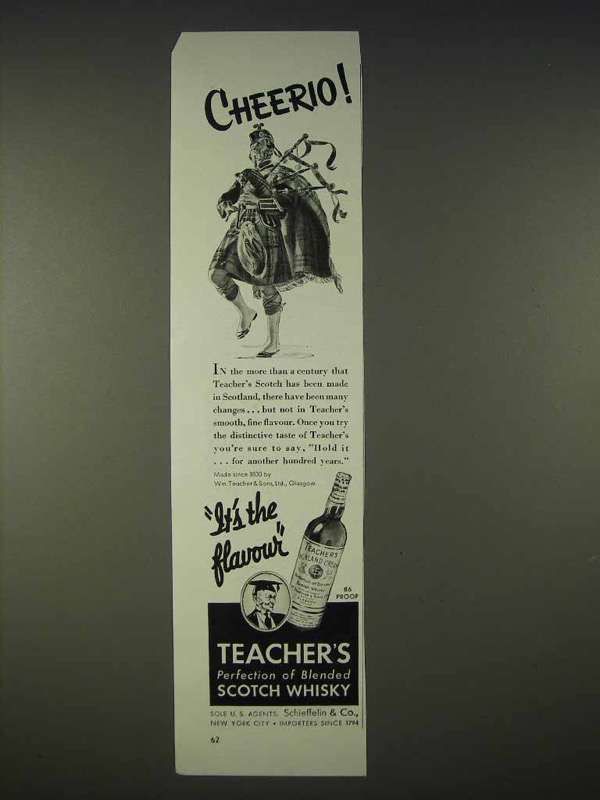 CHEERIO!
IN the more than a century that
Teacher's Scotch has been made
in Scotland, there have been many
changes... but not in Teacher's
smooth, fine flavour. Once you try
the distinctive taste of Teacher's
you're sure to say, "Hold it
... for another hundred years."
Made since 1830 by
Wm. Teacher & Sons, Ltd., Glasgow
"It's the
flavour"
TEACHER'S
HIGHLAND CREAM
86
PROOF
TEACHER'S
Perfection of Blended
SCOTCH WHISKY
SOLE U. S. AGENTS: Schieffelin & Co.,
NEW YORK CITY • IMPORTERS SINCE 1794
62